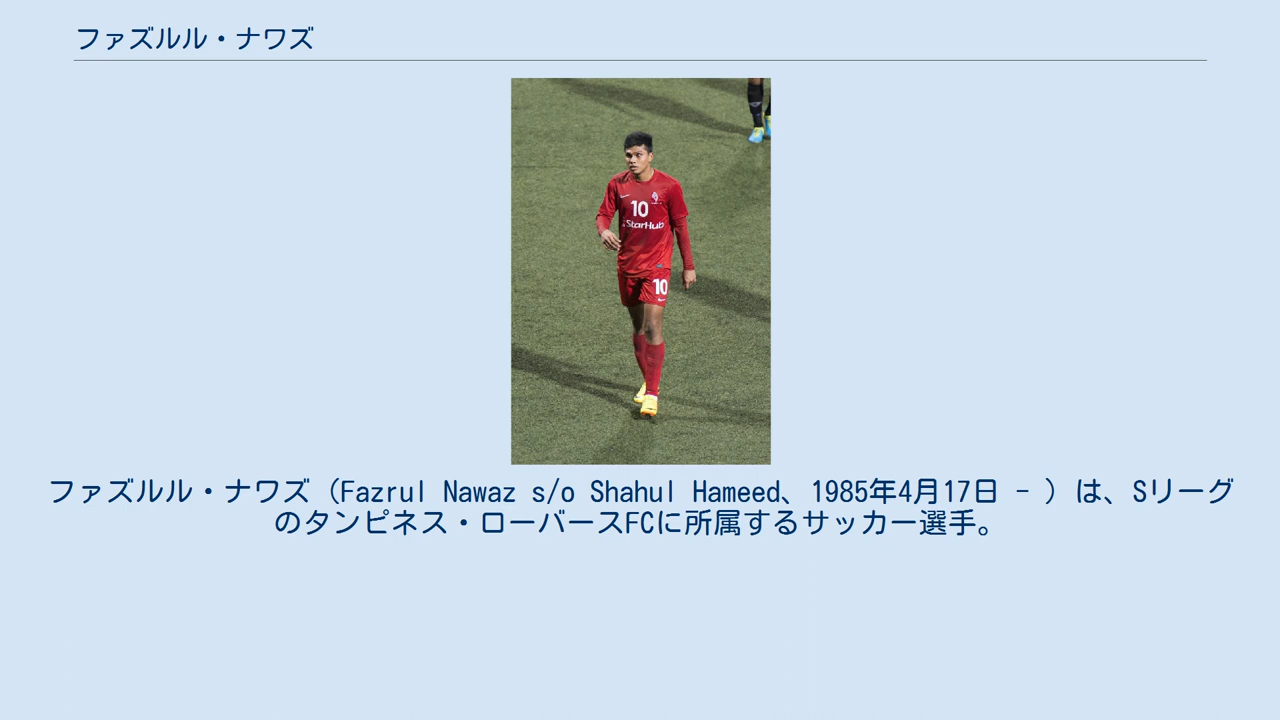 ファズルル・ナワズ
10
StarHub
10
ファズルル・ナワズ（Fazrul Nawaz s/o Shahul Hameed、1985年4月17日 - ）は、Sリーグ
のタンピネス・ローバースFCに所属するサッカー選手。